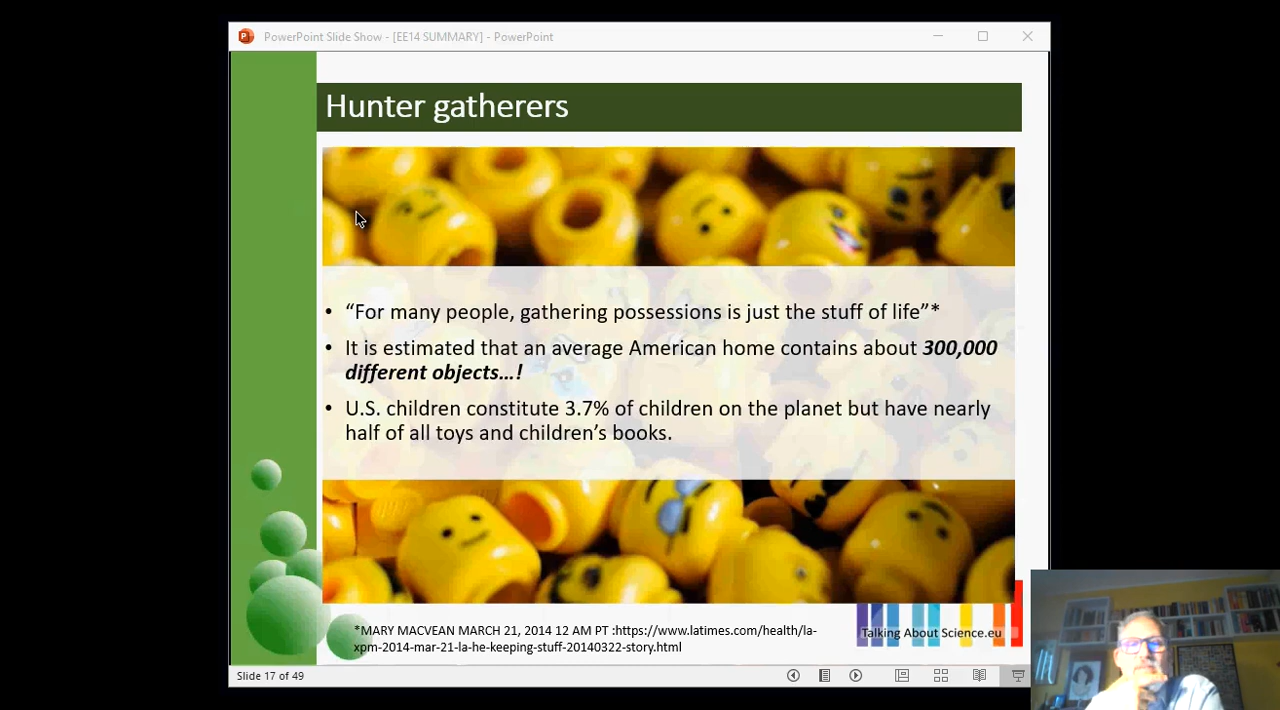 PowerPoint Slide Show - [EE14 SUMMARY] - PowerPoint
Hunter gatherers
• “For many people, gathering possessions is just the stuff of life”*
• It is estimated that an average American home contains about 300,000
different objects…!
• U.S. children constitute 3.7% of children on the planet but have nearly
half of all toys and children’s books.
*MARY MACVEAN MARCH 21, 2014 12 AM PT :https://www.latimes.com/health/la-
xpm-2014-mar-21-la-he-keeping-stuff-20140322-story.html
Talking About Science.eu
Slide 17 of 49